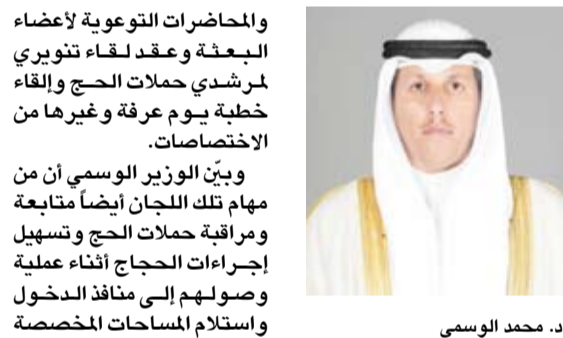 والمحاضرات التوعوية لأعضاء
البعثة وعقد لقاء تنويري
لمرشدي حملات الحج وإلقاء
خطبة يوم عرفة وغيرها من
الاختصاصات.
وبيّن الوزير الوسمي أن من
مهام تلك اللجان أيضاً متابعة
ومراقبة حملات الحج وتسهيل
إجراءات الحجاج أثناء عملية
وصولهم إلى منافذ الدخول
واستلام المساحات المخصصة
د. محمد الوسمي